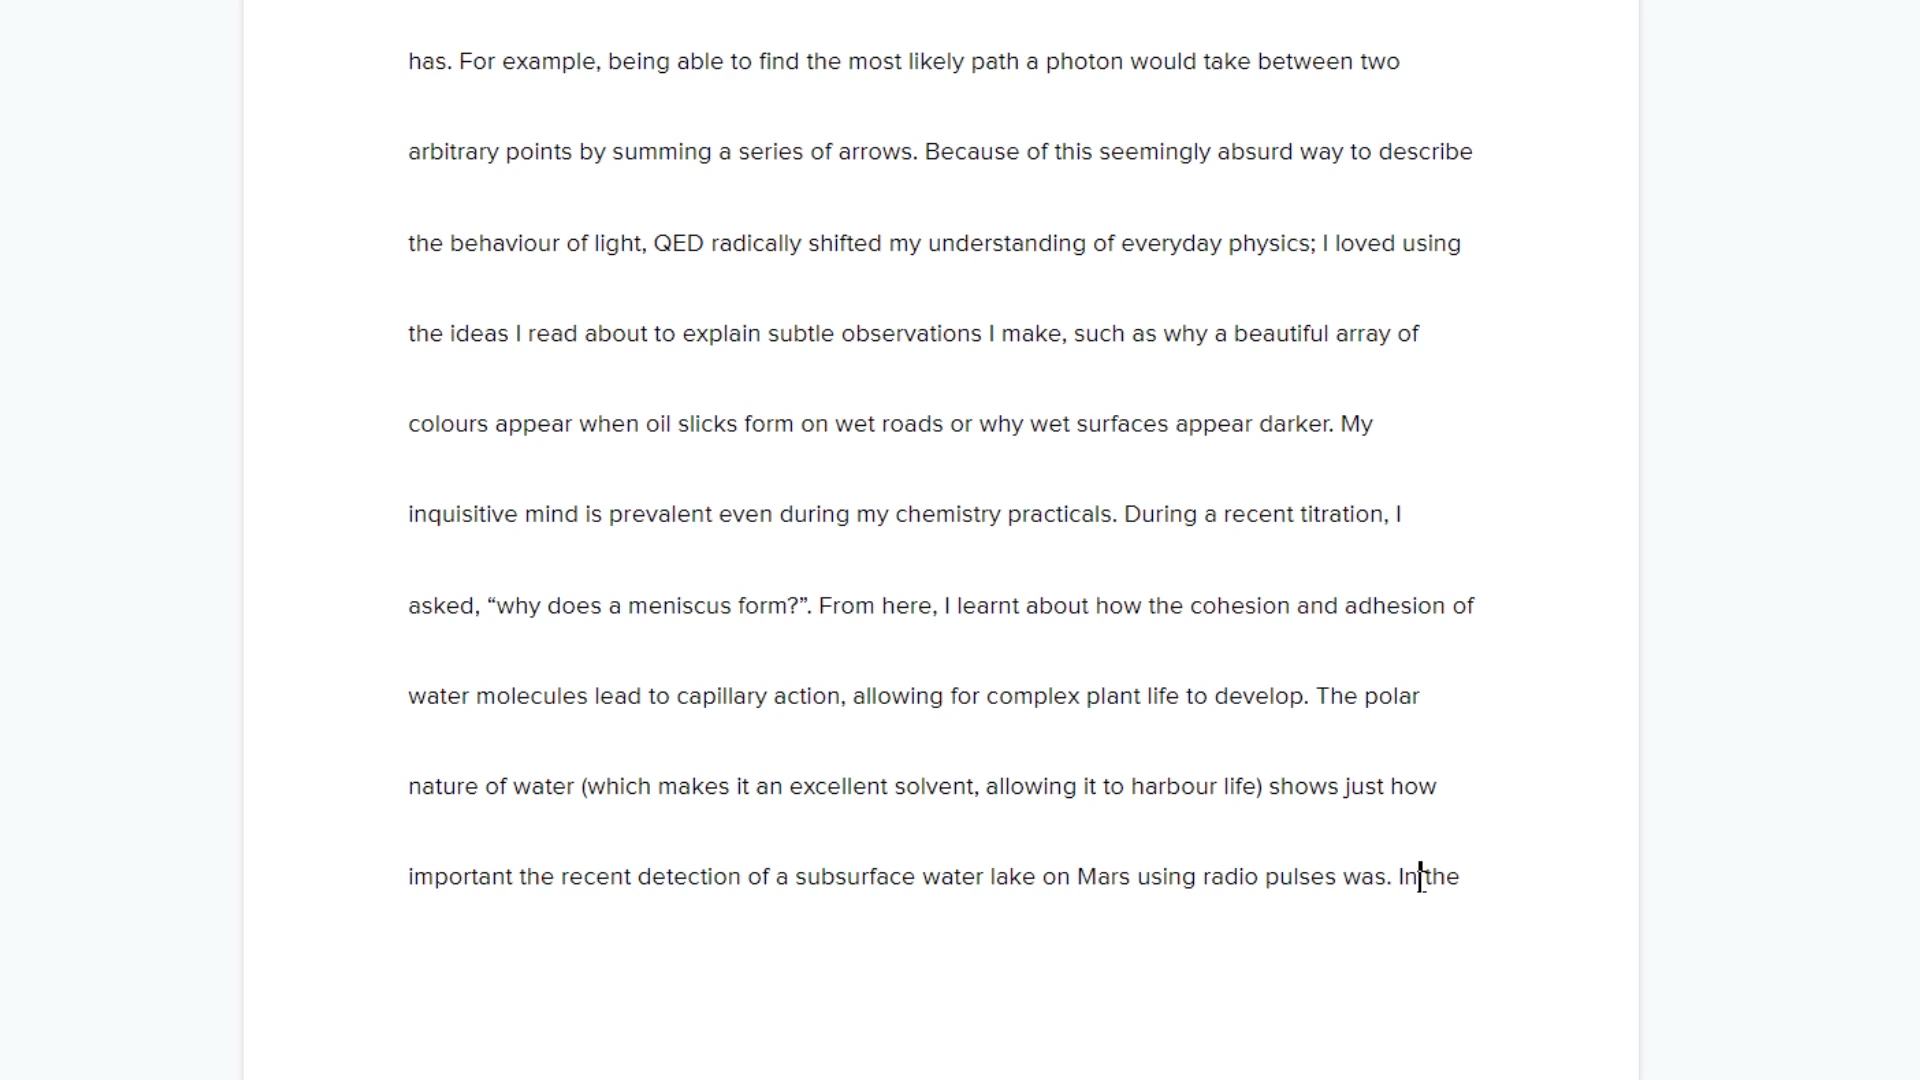 has. For example, being able to find the most likely path a photon would take between two
arbitrary points by summing a series of arrows. Because of this seemingly absurd way to describe
the behaviour of light, QED radically shifted my understanding of everyday physics; I loved using
the ideas I read about to explain subtle observations I make, such as why a beautiful array of
colours appear when oil slicks form on wet roads or why wet surfaces appear darker. My
inquisitive mind is prevalent even during my chemistry practicals. During a recent titration, I
asked, “why does a meniscus form?”. From here, I learnt about how the cohesion and adhesion of
water molecules lead to capillary action, allowing for complex plant life to develop. The polar
nature of water (which makes it an excellent solvent, allowing it to harbour life) shows just how
important the recent detection of a subsurface water lake on Mars using radio pulses was. In the